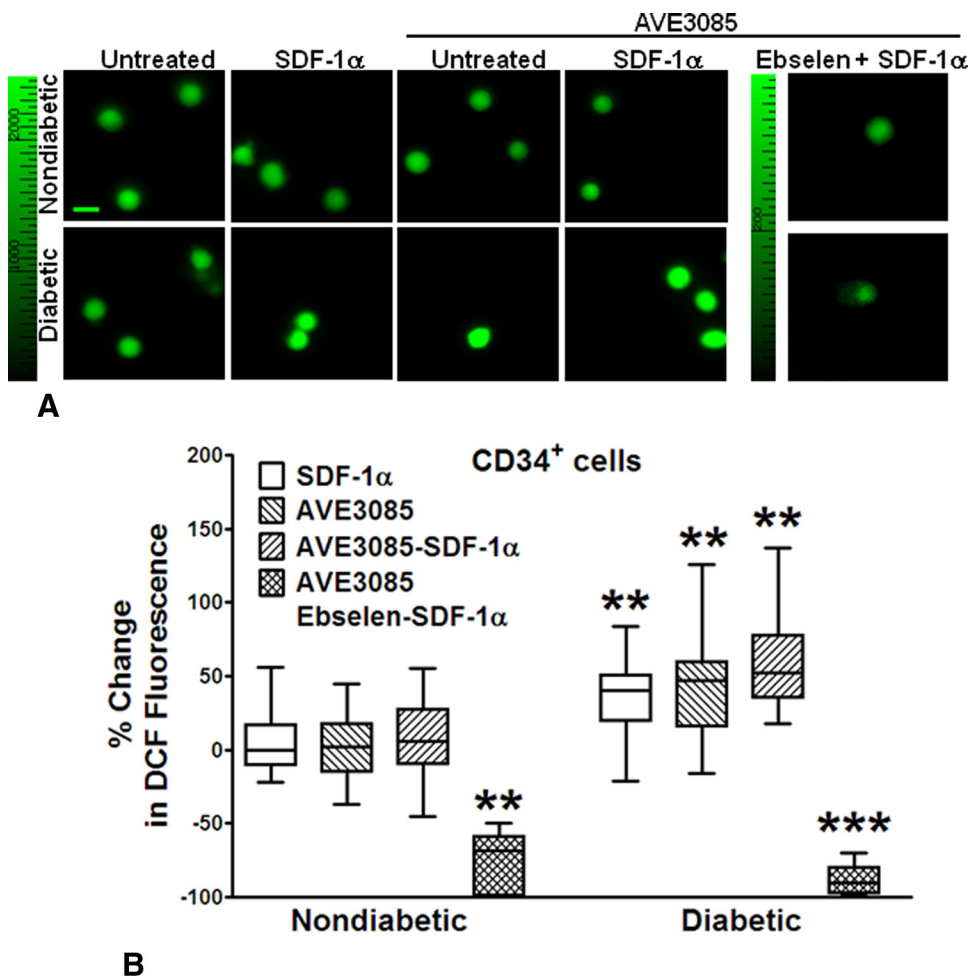 AVE3085
Untreated SDF-1α Untreated SDF-1α Ebselen + SDF-1α
2000
1000
Nondiabetic
Diabetic
200
A
CD34⁺ cells
SDF-1α
AVE3085
AVE3085-SDF-1α
AVE3085
Ebselen-SDF-1α
% Change
in DCF Fluorescence
200
150
100
50
0
-50
-100
** ** ** ** ***
Nondiabetic Diabetic
B